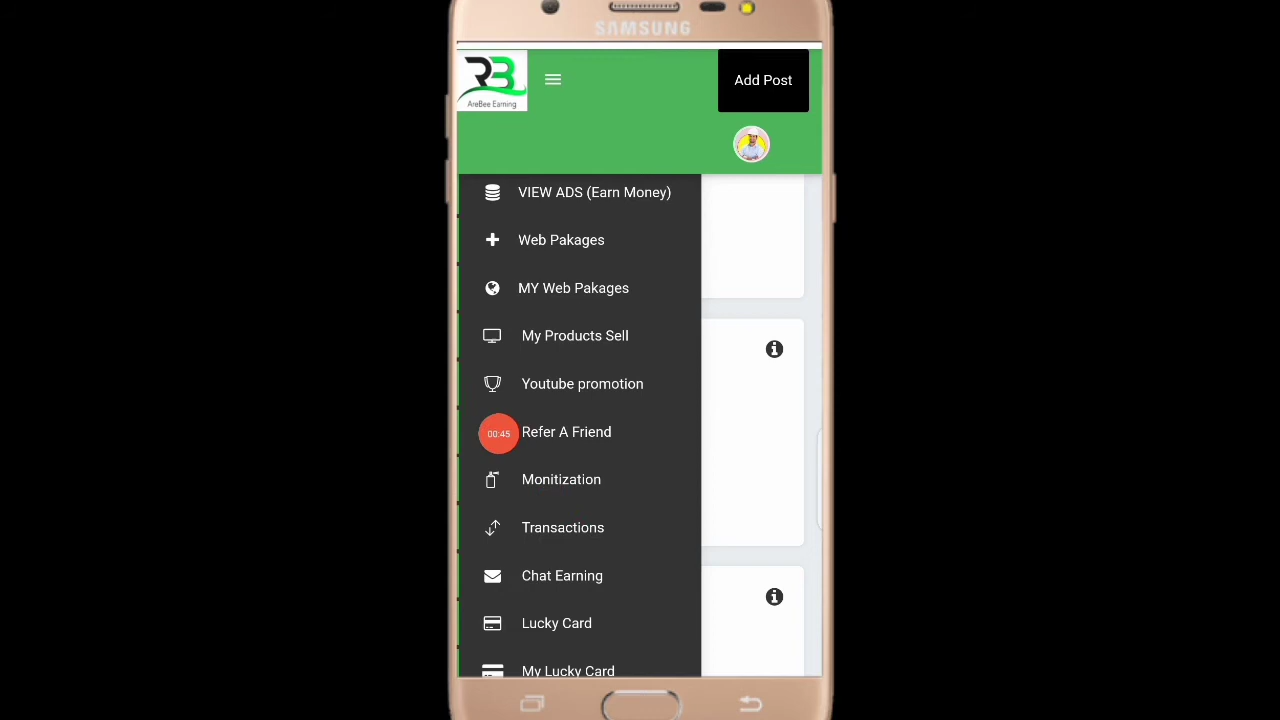 SAMSUNG
RB
AreBee Earning
Add Post
VIEW ADS (Earn Money)
Web Pakages
MY Web Pakages
My Products Sell
Youtube promotion
00:45
Refer A Friend
Monitization
Transactions
Chat Earning
Lucky Card
My Lucky Card